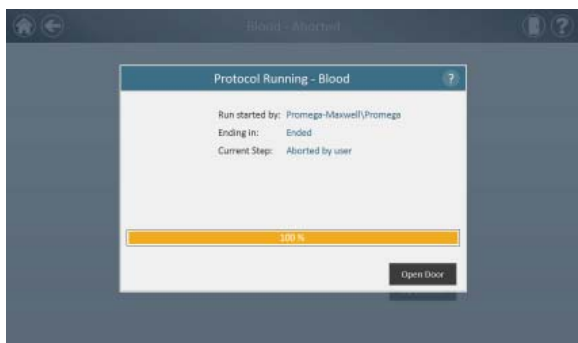 Blood - Aborted
?
Protocol Running - Blood
?
Run started by: Promega-Maxwell\Promega
Ending in: Ended
Current Step: Aborted by user
100 %
Open Door